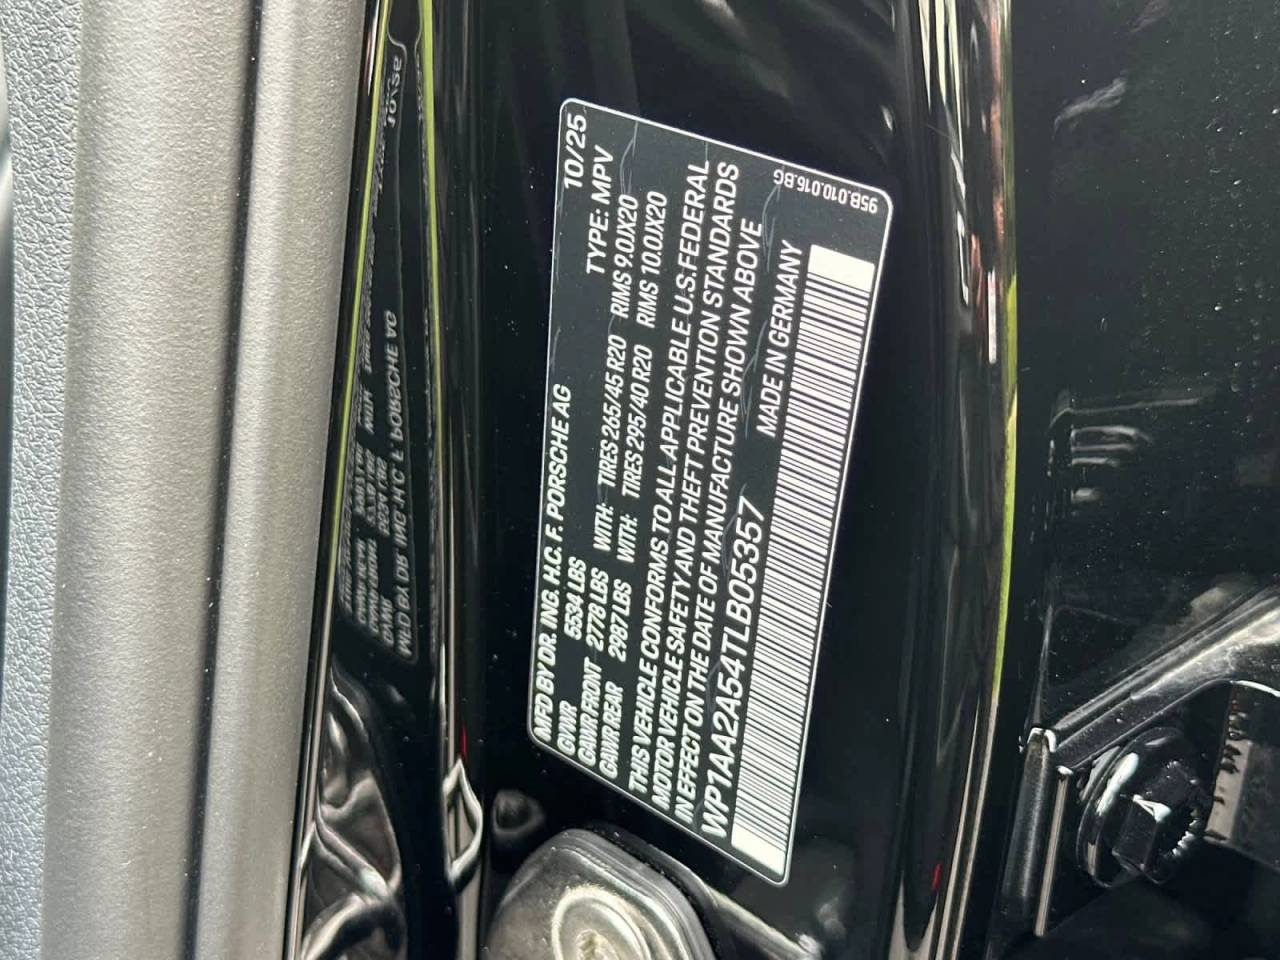 MFD BY DR. ING. H.C. F. PORSCHE AG 10/25
GVWR 5534 LBS TYPE: MPV
GAWR FRONT 2778 LBS WITH: TIRES 265/45 R20 RIMS 9.0JX20
GAWR REAR 2987 LBS WITH: TIRES 295/40 R20 RIMS 10.0JX20
THIS VEHICLE CONFORMS TO ALL APPLICABLE U.S. FEDERAL
MOTOR VEHICLE SAFETY AND THEFT PREVENTION STANDARDS
IN EFFECT ON THE DATE OF MANUFACTURE SHOWN ABOVE
WP1AA2A54TLB05357 MADE IN GERMANY
95B.010.015.BG